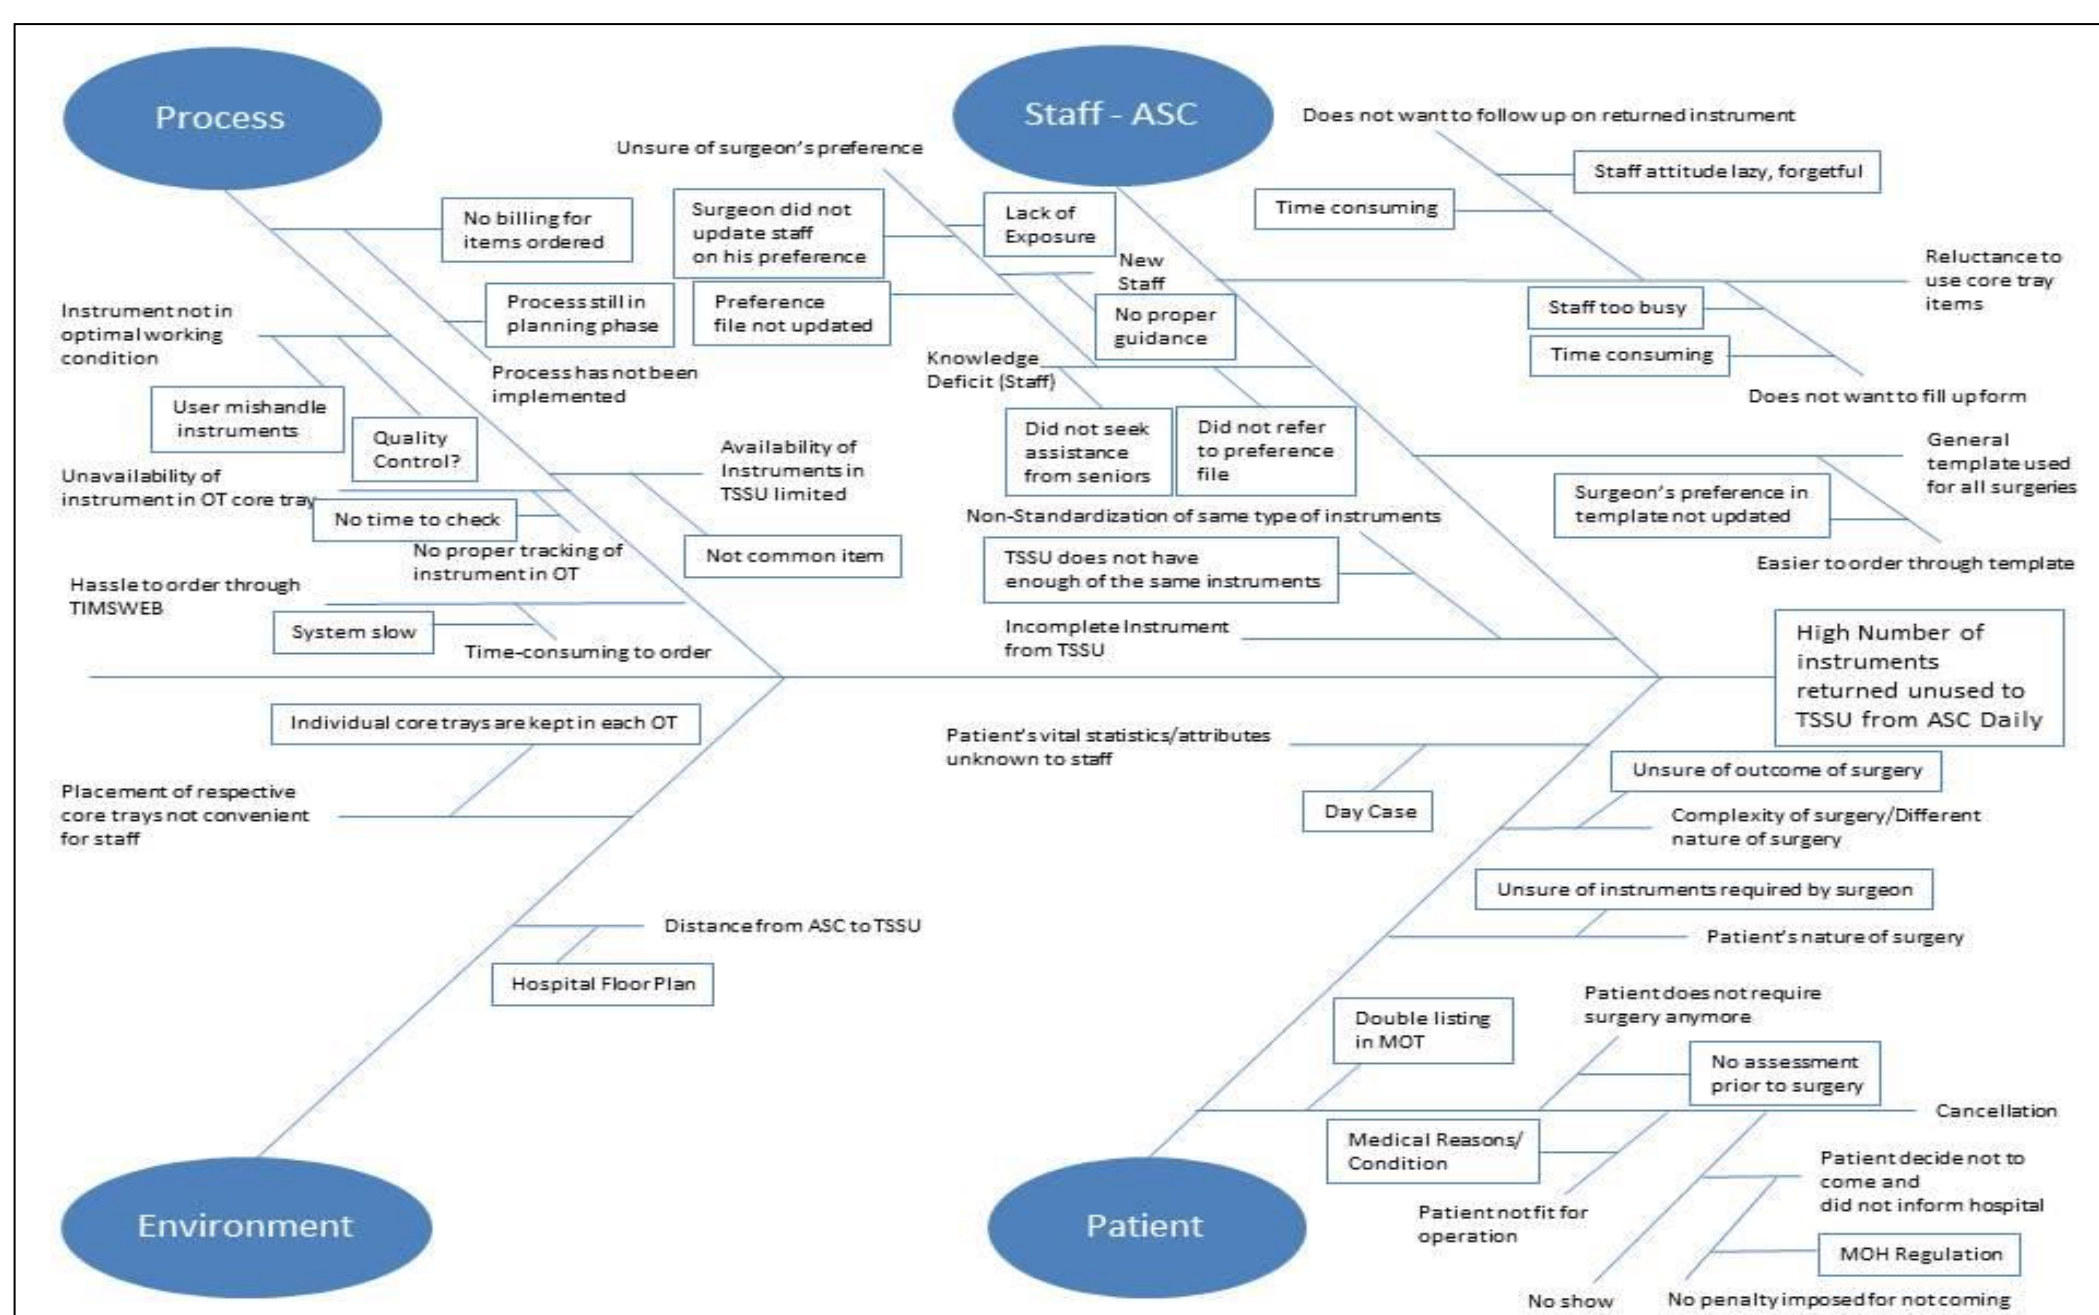 Process
Staff - ASC
Does not want to follow up on returned instrument
Unsure of surgeon's preference
Staff attitude lazy, forgetful
Time consuming
No billing for
items ordered
Surgeon did not
update staff
on his preference
Lack of
Exposure
New
Staff
Reluctance to
use core tray
items
Instrument not in
optimal working
condition
Process still in
planning phase
Preference
file not updated
No proper
guidance
Staff too busy
Time consuming
Knowledge
Deficit (Staff)
Process has not been
implemented
Does not want to fill up form
User mishandle
instruments
Quality
Control?
Did not seek
assistance
from seniors
Did not refer
to preference
file
General
template used
for all surgeries
Availability of
Instruments in
TSSU limited
Unavailability of
instrument in OT core tray
Surgeon's preference in
template not updated
No time to check
Non-Standardization of same type of instruments
No proper tracking of
instrument in OT
Not common item
TSSU does not have
enough of the same instruments
Easier to order through template
Hassle to order through
TIMSWEB
System slow
Time-consuming to order
Incomplete Instrument
from TSSU
High Number of
instruments
returned unused to
TSSU from ASC Daily
Individual core trays are kept in each OT
Patient's vital statistics/attributes
unknown to staff
Unsure of outcome of surgery
Placement of respective
core trays not convenient
for staff
Day Case
Complexity of surgery/Different
nature of surgery
Unsure of instruments required by surgeon
Distance from ASC to TSSU
Patient's nature of surgery
Hospital Floor Plan
Patient does not require
surgery anymore
Double listing
in MOT
No assessment
prior to surgery
Cancellation
Medical Reasons/
Condition
Patient decide not to
come and
did not inform hospital
Patient not fit for
operation
Environment
Patient
MOH Regulation
No show
No penalty imposed for not coming